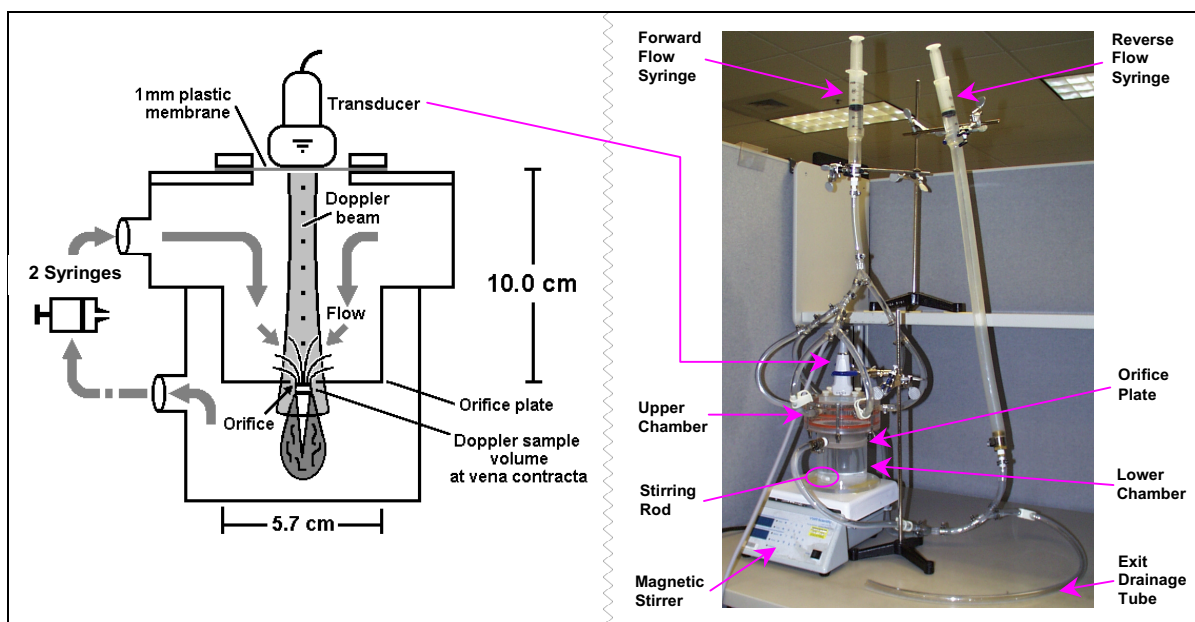 1mm plastic
membrane
Transducer
Doppler
beam
2 Syringes
Flow
10.0 cm
Orifice
Orifice plate
Doppler sample
volume
at vena contracta
5.7 cm
Forward
Flow
Syringe
Reverse
Flow
Syringe
Upper
Chamber
Stirring
Rod
Magnetic
Stirrer
Orifice
Plate
Lower
Chamber
Exit
Drainage
Tube